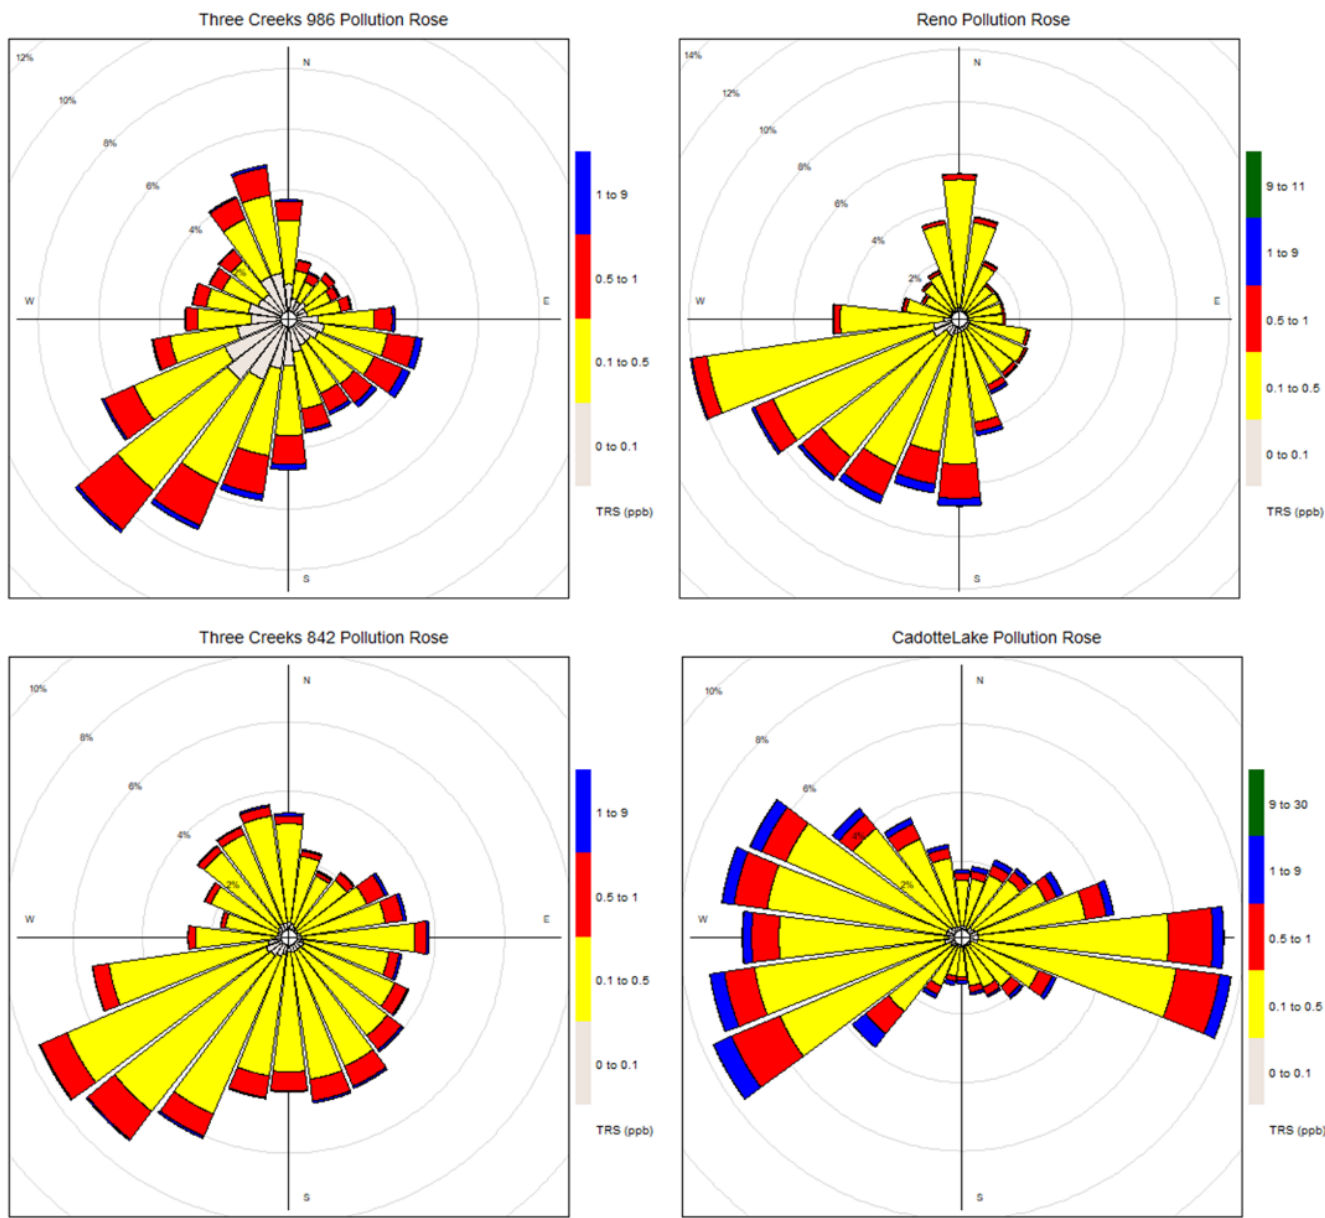 Three Creeks 986 Pollution Rose
12%
10%
8%
6%
4%
2%
N
W
E
S
1 to 9
0.5 to 1
0.1 to 0.5
0 to 0.1
TRS (ppb)
Reno Pollution Rose
14%
12%
10%
8%
6%
4%
2%
N
W
E
S
9 to 11
1 to 9
0.5 to 1
0.1 to 0.5
0 to 0.1
TRS (ppb)
Three Creeks 842 Pollution Rose
10%
8%
6%
4%
2%
N
W
E
S
1 to 9
0.5 to 1
0.1 to 0.5
0 to 0.1
TRS (ppb)
CadotteLake Pollution Rose
10%
8%
6%
4%
2%
N
W
E
S
9 to 30
1 to 9
0.5 to 1
0.1 to 0.5
0 to 0.1
TRS (ppb)